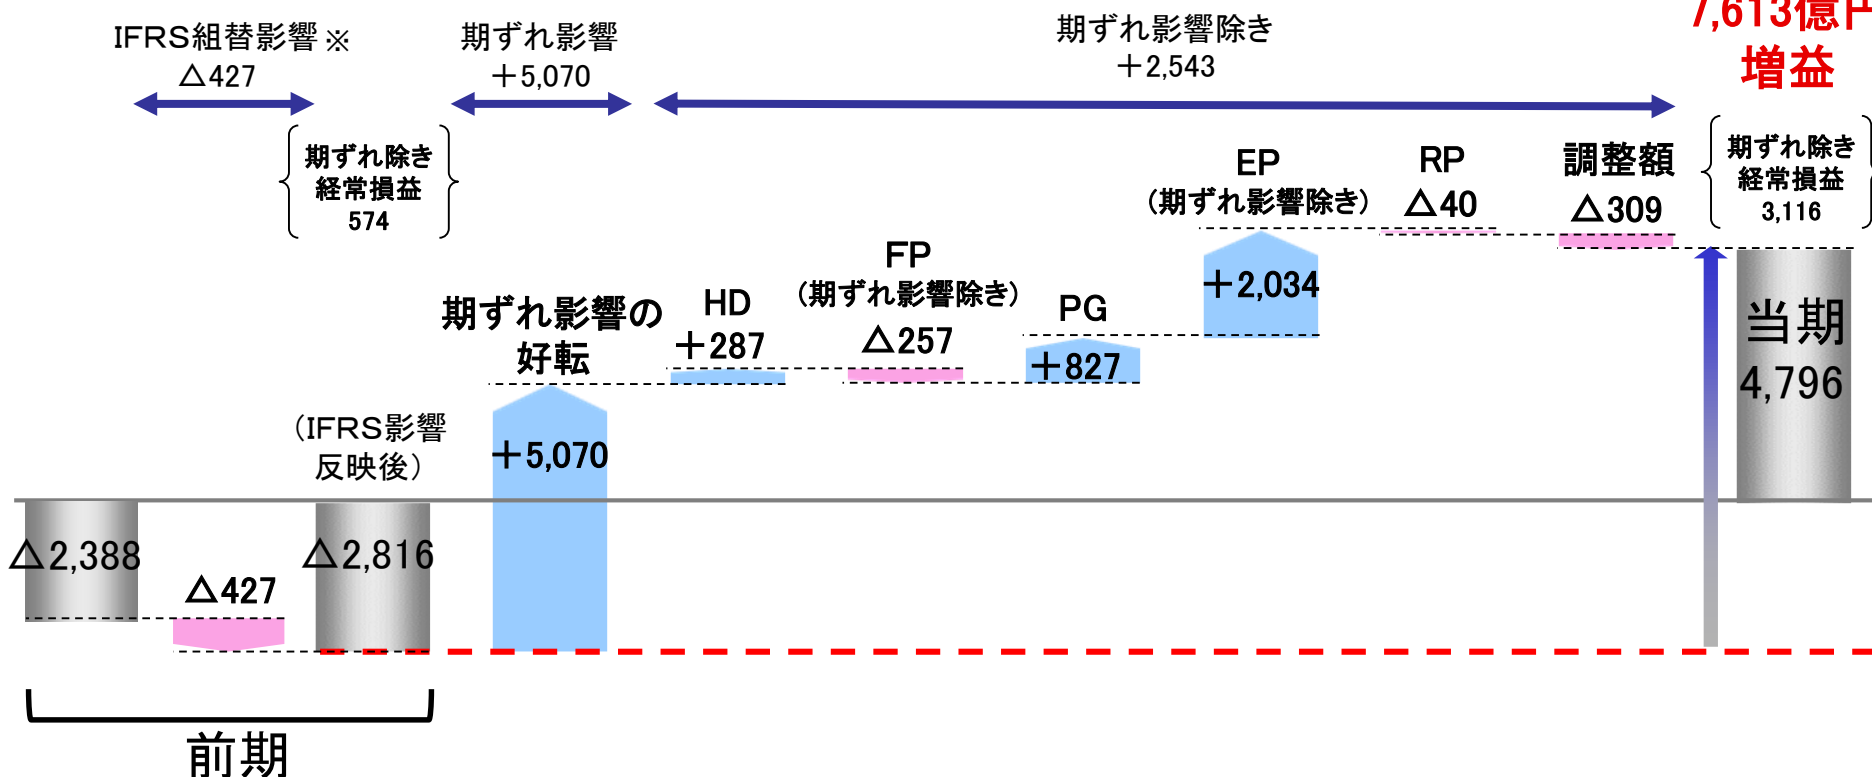 IFRS組替影響※
△427
期ずれ影響
＋5,070
期ずれ影響除き
＋2,543
7,613億円
増益
期ずれ除き
経常損益
574
期ずれ除き
経常損益
3,116
EP
（期ずれ影響除き）
＋2,034
RP
△40
調整額
△309
FP
（期ずれ影響除き）
△257
HD
＋287
PG
＋827
期ずれ影響の
好転
＋5,070
当期
4,796
（IFRS影響
反映後）
△2,388
△427
△2,816
前期